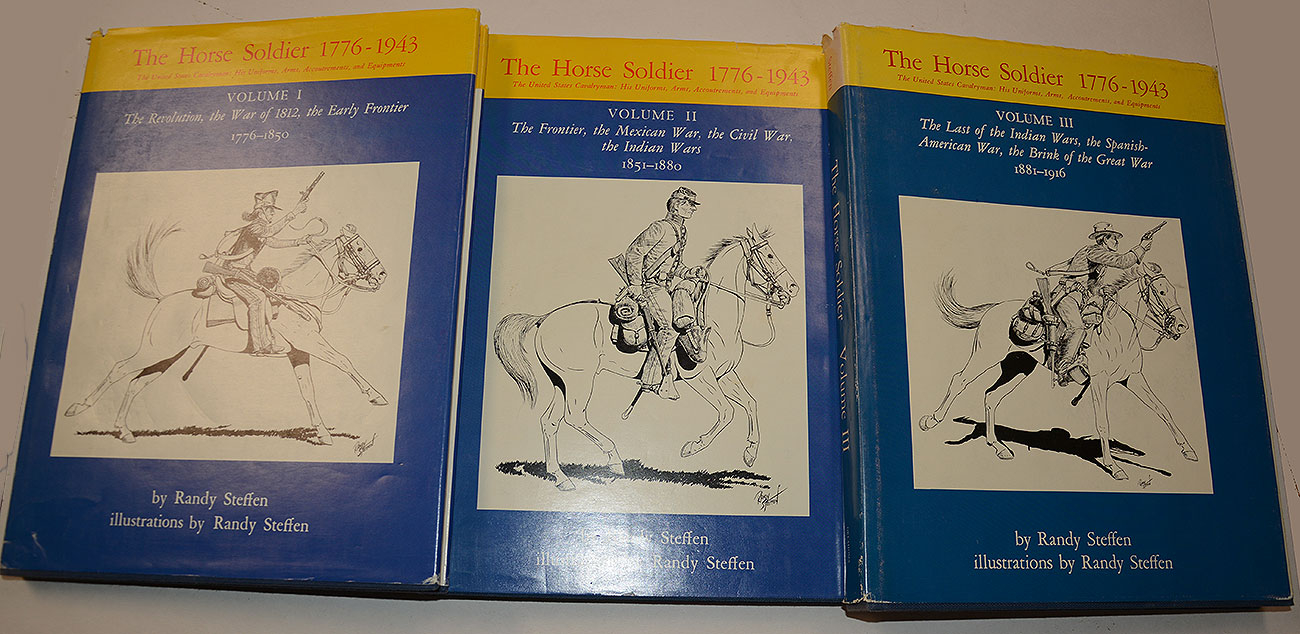 The Horse Soldier 1776-1943
The United States Cavalryman: His Uniforms, Arms, Accoutrements, and Equipments
VOLUME I
The Revolution, the War of 1812, the Early Frontier
1776–1850
by Randy Steffen
illustrations by Randy Steffen
The Horse Soldier 1776-1943
The United States Cavalryman: His Uniforms, Arms, Accoutrements, and Equipments
VOLUME II
The Frontier, the Mexican War, the Civil War,
the Indian Wars
1851–1880
Steffen
Randy Steffen
The Horse Soldier Volume III
The Horse Soldier 1776-1943
The United States Cavalryman: His Uniforms, Arms, Accoutrements, and Equipments
VOLUME III
The Last of the Indian Wars, the Spanish-
American War, the Brink of the Great War
1881–1916
by Randy Steffen
illustrations by Randy Steffen